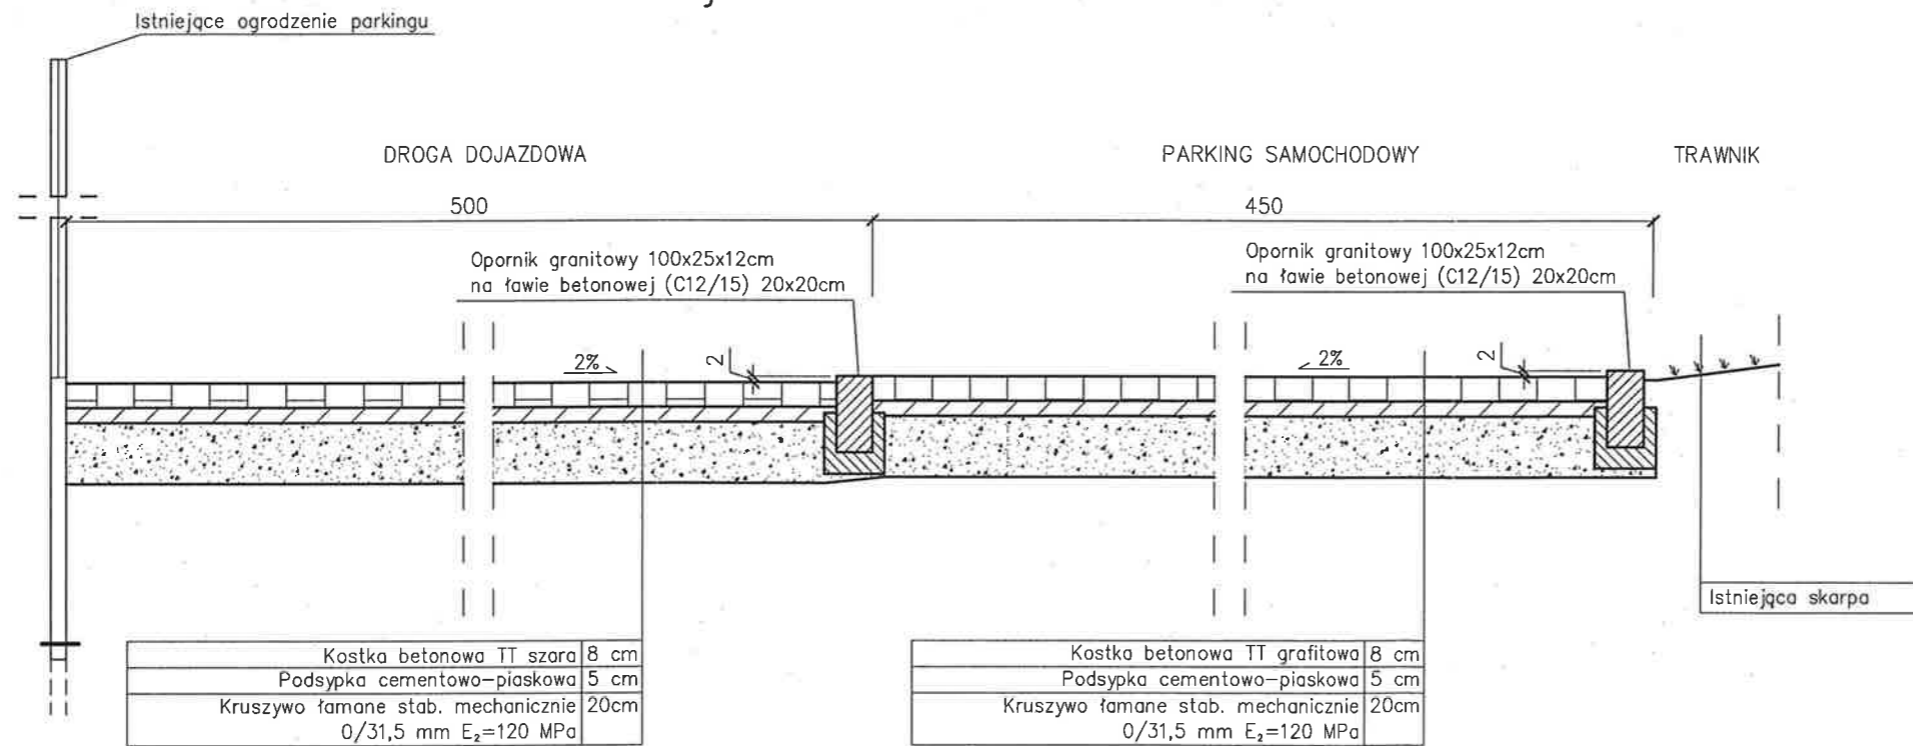 Istniejące ogrodzenie parkingu
DROGA DOJAZDOWA
PARKING SAMOCHODOWY
TRAWNIK
500
450
Opornik granitowy 100x25x12cm
na ławie betonowej (C12/15) 20x20cm
Opornik granitowy 100x25x12cm
na ławie betonowej (C12/15) 20x20cm
2%
2
2%
2
Istniejąca skarpa
Kostka betonowa TT szara 8 cm
Podsypka cementowo-piaskowa 5 cm
Kruszywo łamane stab. mechanicznie 20cm
0/31,5 mm E₂=120 MPa
Kostka betonowa TT grafitowa 8 cm
Podsypka cementowo-piaskowa 5 cm
Kruszywo łamane stab. mechanicznie 20cm
0/31,5 mm E₂=120 MPa